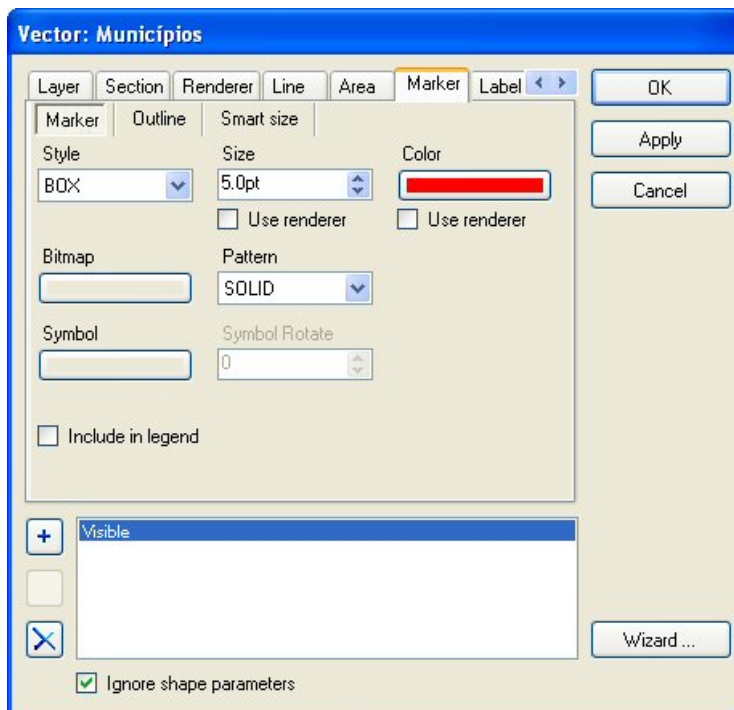 Vector: Municípios
Layer Section Renderer Line Area Marker Label
OK
Marker Outline Smart size
Apply
Style Size Color
BOX 5.0pt
Cancel
Use renderer Use renderer
Bitmap Pattern
SOLID
Symbol Symbol Rotate
0
Include in legend
+ Visible
Wizard ...
Ignore shape parameters